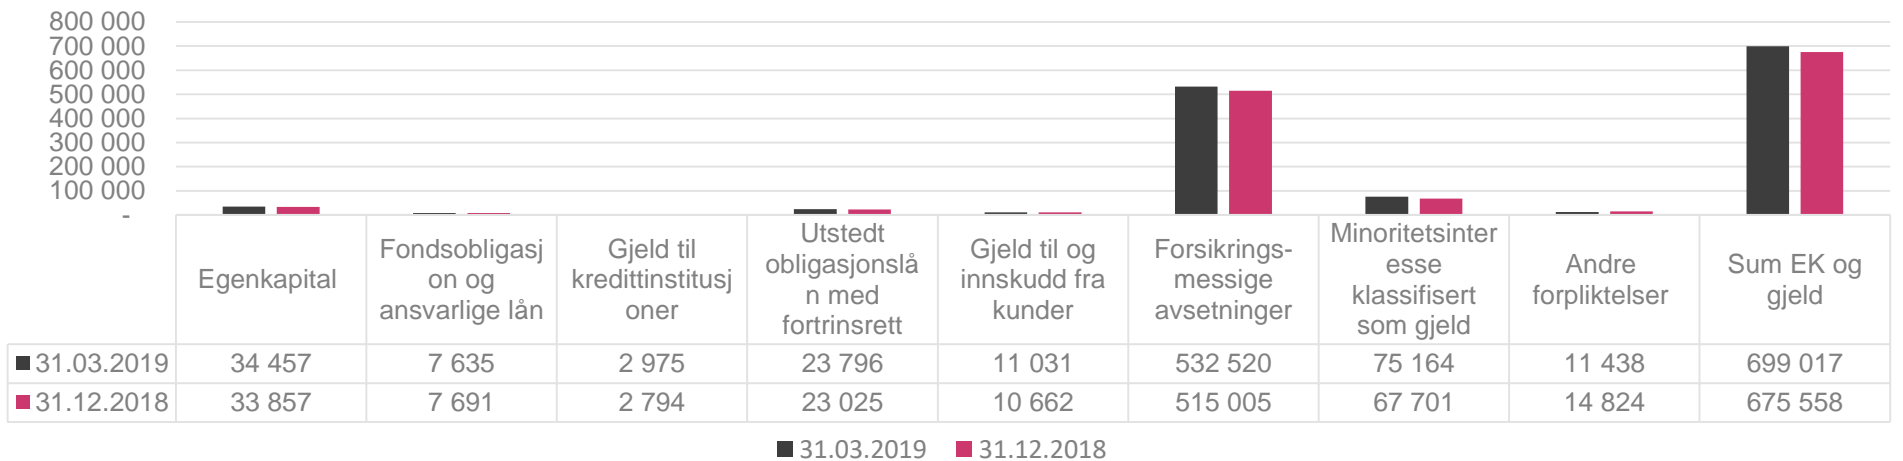 800 000
700 000
600 000
500 000
400 000
300 000
200 000
100 000
-
Egenkapital
Fondsobligasj
on og
ansvarlige lån
Gjeld til
kredittinstitusj
oner
Utstedt
obligasjonslå
n med
fortrinsrett
Gjeld til og
innskudd fra
kunder
Forsikrings-
messige
avsetninger
Minoritetsinter
esse
klassifisert
som gjeld
Andre
forpliktelser
Sum EK og
gjeld
31.03.2019 34 457 7 635 2 975 23 796 11 031 532 520 75 164 11 438 699 017
31.12.2018 33 857 7 691 2 794 23 025 10 662 515 005 67 701 14 824 675 558
31.03.2019 31.12.2018